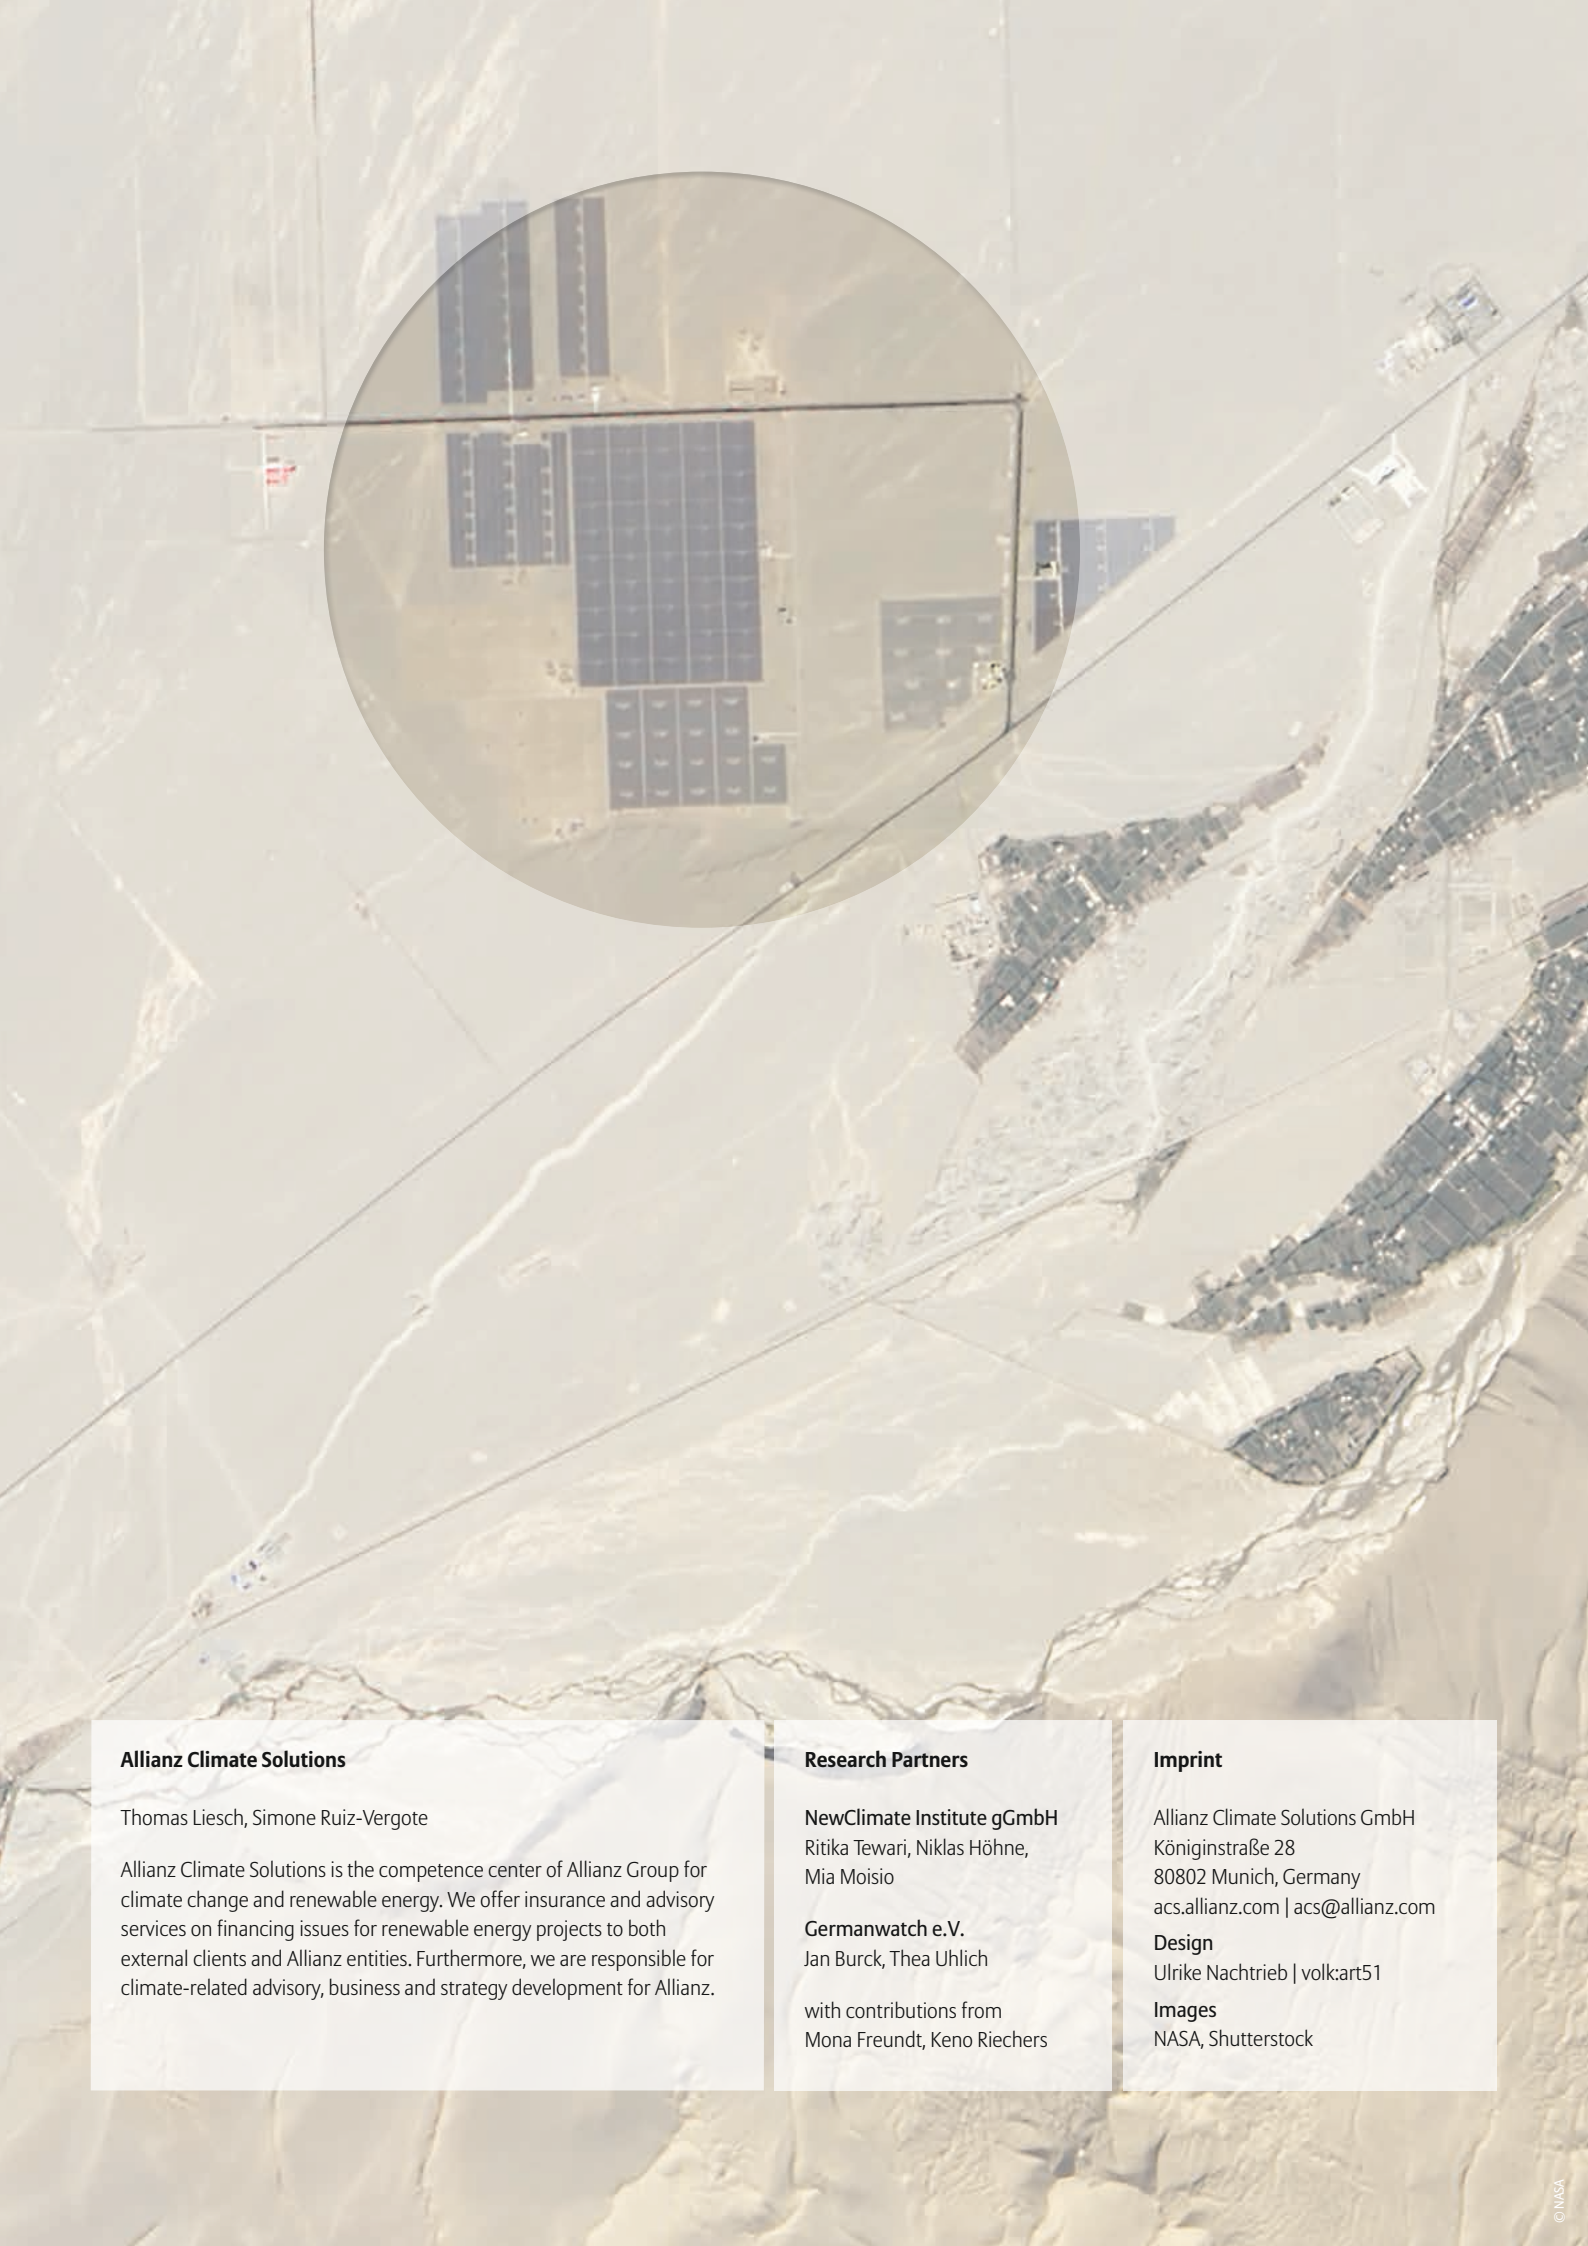 Allianz Climate Solutions
Thomas Liesch, Simone Ruiz-Vergote
Allianz Climate Solutions is the competence center of Allianz Group for
climate change and renewable energy. We offer insurance and advisory
services on financing issues for renewable energy projects to both
external clients and Allianz entities. Furthermore, we are responsible for
climate-related advisory, business and strategy development for Allianz.
Research Partners
NewClimate Institute gGmbH
Ritika Tewari, Niklas Höhne,
Mia Moisio
Germanwatch e.V.
Jan Burck, Thea Uhlich
with contributions from
Mona Freundt, Keno Riechers
Imprint
Allianz Climate Solutions GmbH
Königinstraße 28
80802 Munich, Germany
acs.allianz.com | acs@allianz.com
Design
Ulrike Nachtrieb | volk:art51
Images
NASA, Shutterstock
© NASA